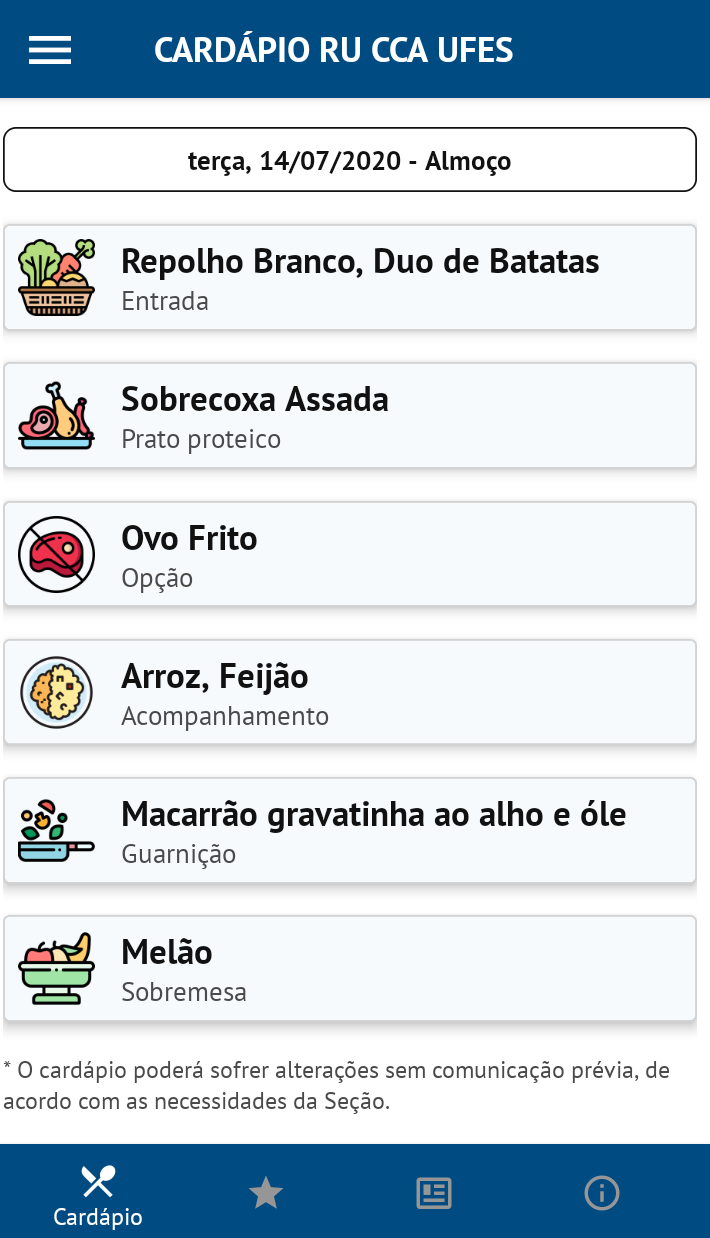 CARDÁPIO RU CCA UFES
terça, 14/07/2020 - Almoço
Repolho Branco, Duo de Batatas
Entrada
Sobrecoxa Assada
Prato proteico
Ovo Frito
Opção
Arroz, Feijão
Acompanhamento
Macarrão gravatinha ao alho e óle
Guarnição
Melão
Sobremesa
* O cardápio poderá sofrer alterações sem comunicação prévia, de
acordo com as necessidades da Seção.
Cardápio